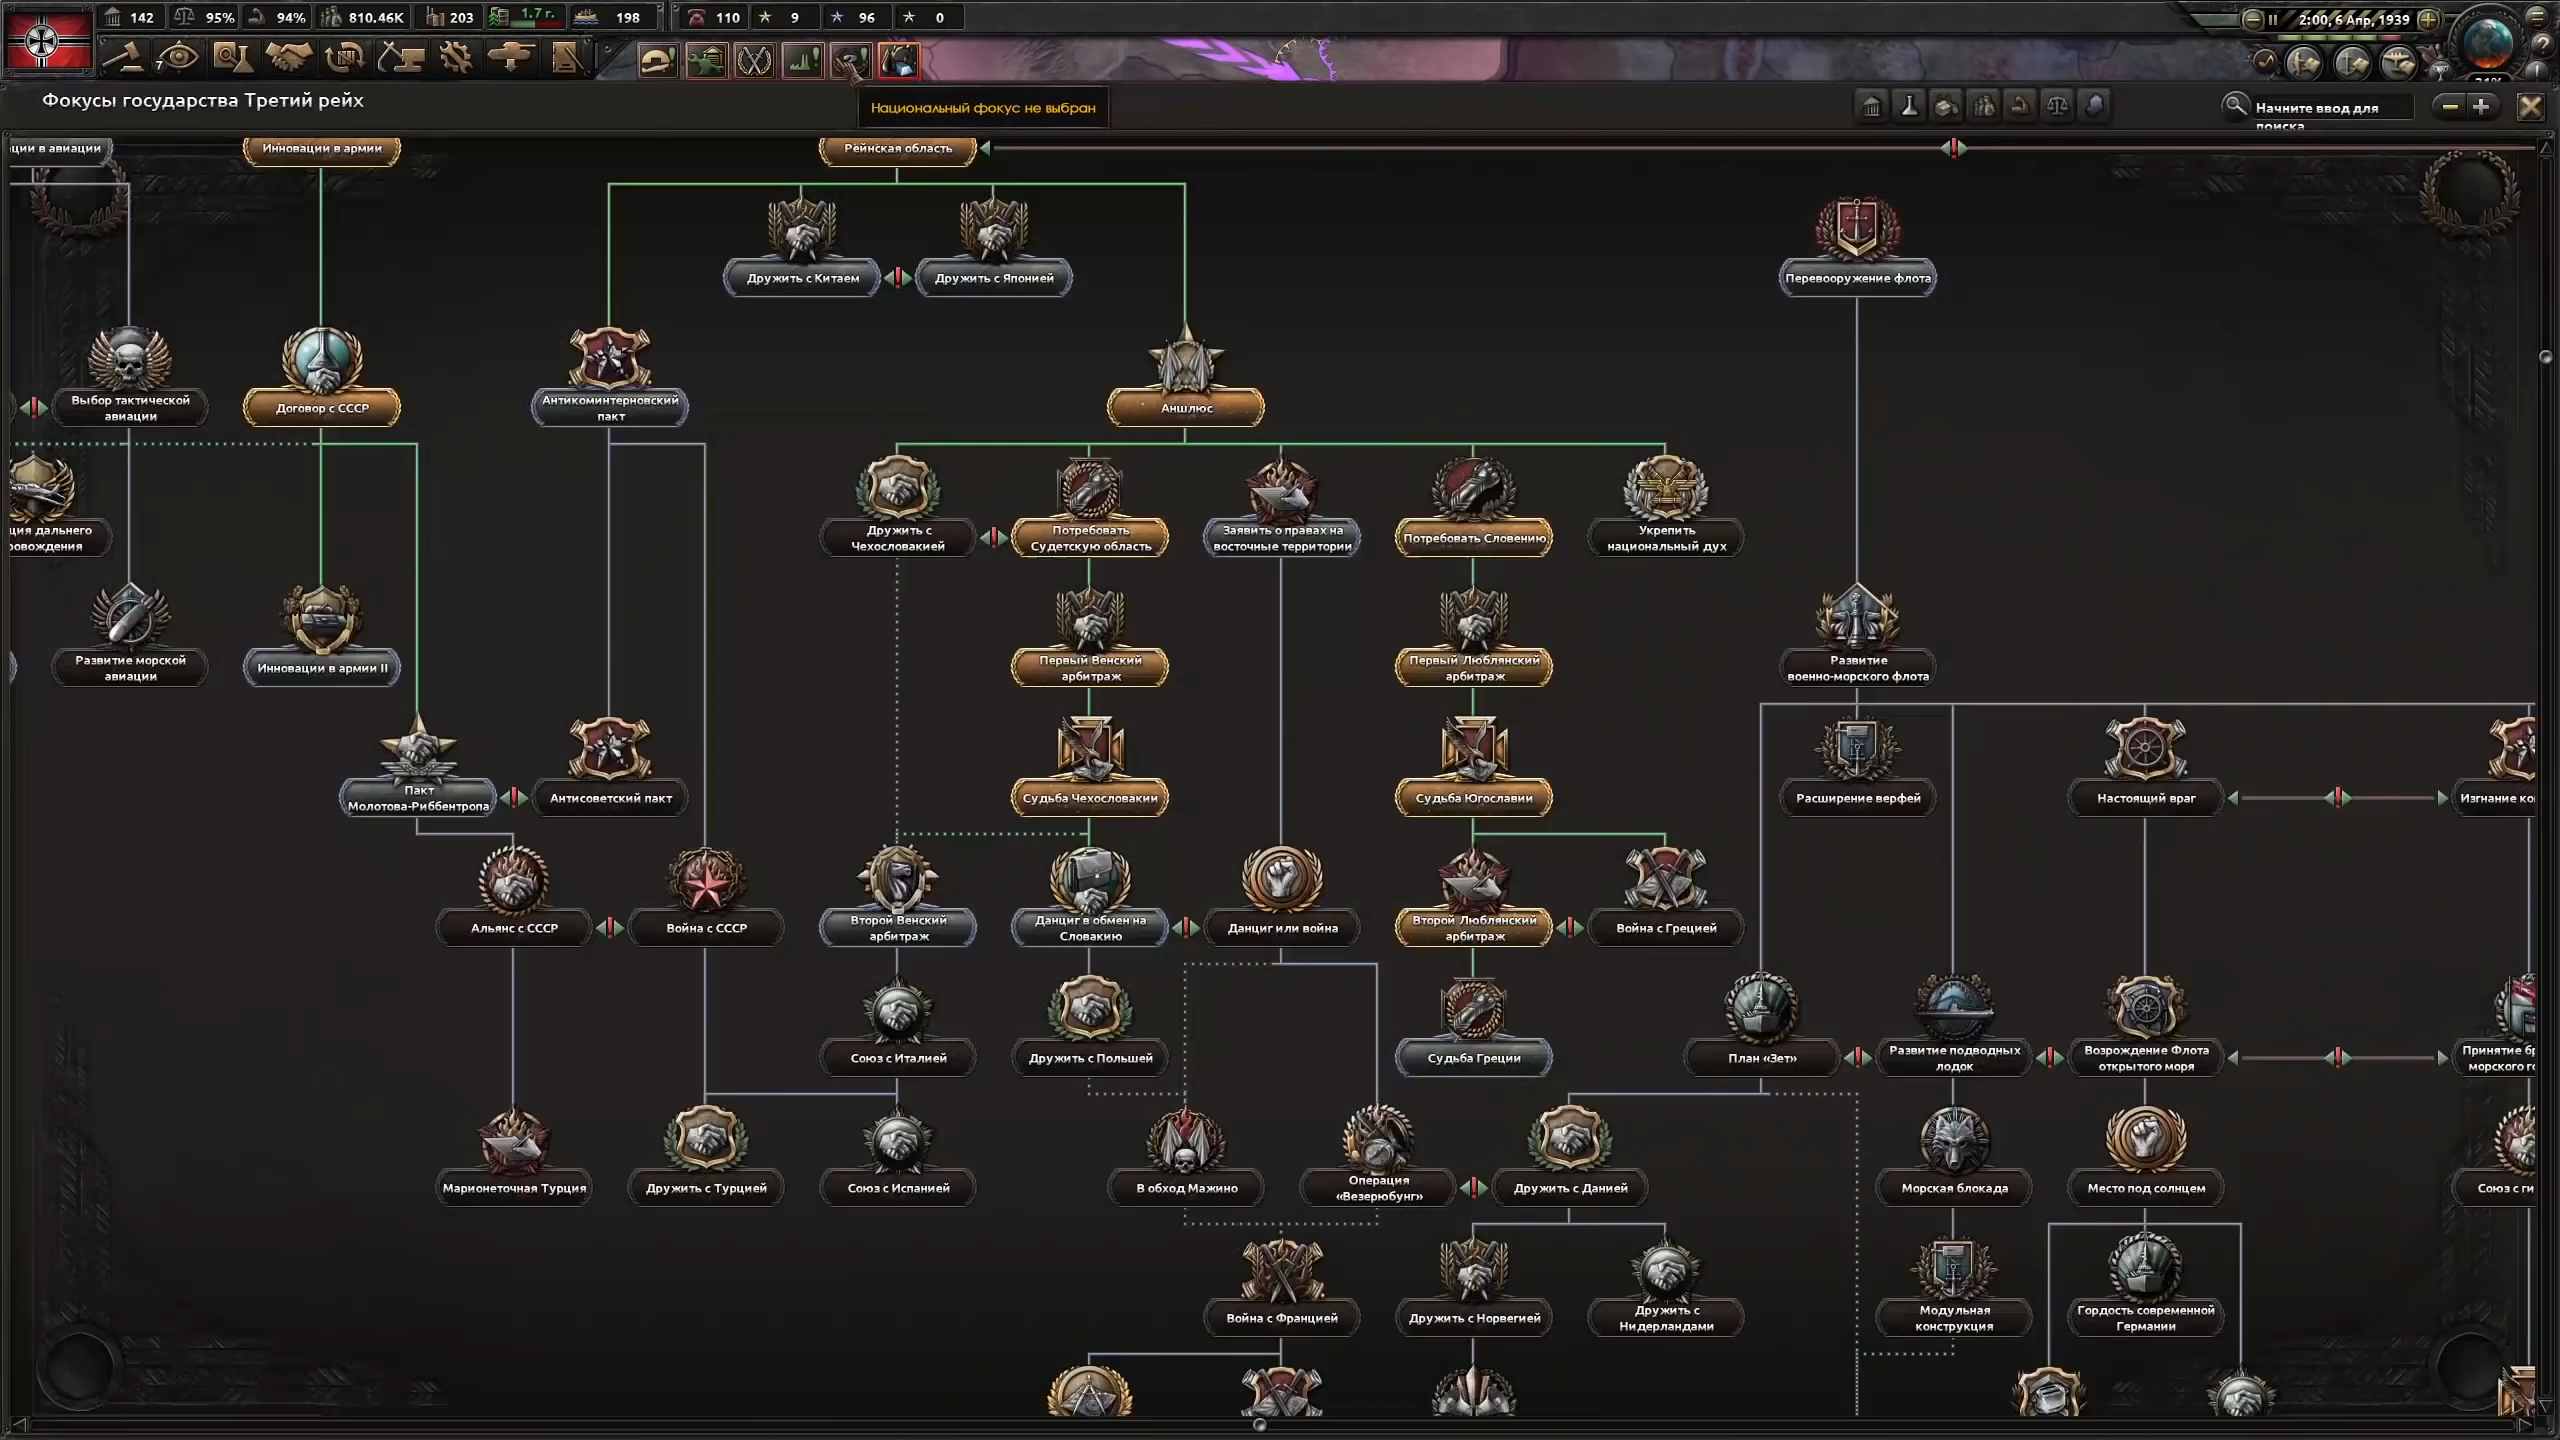 142
95%
94%
810.46K
203
1.7 г.
198
110
9
96
0
2:00, 6 Апр, 1939
7
Фокусы государства Третий рейх
Национальный фокус не выбран
Начните ввод для
поиска
ции в авиации
Инновации в армии
Рейнская область
Дружить с Китаем
Дружить с Японией
Перевооружение флота
Выбор тактической
авиации
Договор с СССР
Антикоминтерновский
пакт
Аншлюс
ция дальнего
ровождения
Дружить с
Чехословакией
Потребовать
Судетскую область
Заявить о правах на
восточные территории
Потребовать Словению
Укрепить
национальный дух
Развитие морской
авиации
Инновации в армии II
Первый Венский
арбитраж
Первый Люблянский
арбитраж
Развитие
военно-морского флота
Пакт
Молотова-Риббентропа
Антисоветский пакт
Судьба Чехословакии
Судьба Югославии
Расширение верфей
Настоящий враг
Изгнание ко
Альянс с СССР
Война с СССР
Второй Венский
арбитраж
Данциг в обмен на
Словакию
Данциг или война
Второй Люблянский
арбитраж
Война с Грецией
Союз с Италией
Дружить с Польшей
Судьба Греции
План «Зет»
Развитие подводных
лодок
Возрождение Флота
открытого моря
Принятие бр
морского го
Марионеточная Турция
Дружить с Турцией
Союз с Испанией
В обход Мажино
Операция
«Везерюбунг»
Дружить с Данией
Морская блокада
Место под солнцем
Союз с ги
Война с Францией
Дружить с Норвегией
Дружить с
Нидерландами
Модульная
конструкция
Гордость современной
Германии